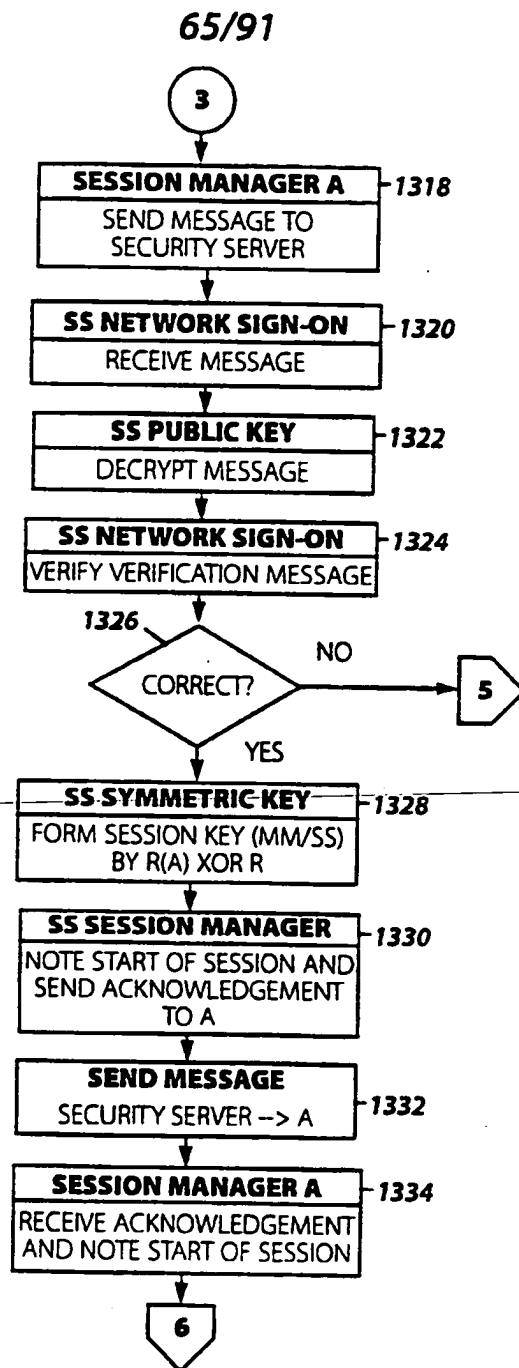 65/91
3
SESSION MANAGER A
1318
SEND MESSAGE TO
SECURITY SERVER
SS NETWORK SIGN-ON
1320
RECEIVE MESSAGE
SS PUBLIC KEY
1322
DECRYPT MESSAGE
SS NETWORK SIGN-ON
1324
VERIFY VERIFICATION MESSAGE
1326
CORRECT?
NO
5
YES
SS SYMMETRIC KEY
1328
FORM SESSION KEY (MM/SS)
BY R(A) XOR R
SS SESSION MANAGER
1330
NOTE START OF SESSION AND
SEND ACKNOWLEDGEMENT
TO A
SEND MESSAGE
1332
SECURITY SERVER --> A
SESSION MANAGER A
1334
RECEIVE ACKNOWLEDGEMENT
AND NOTE START OF SESSION
6